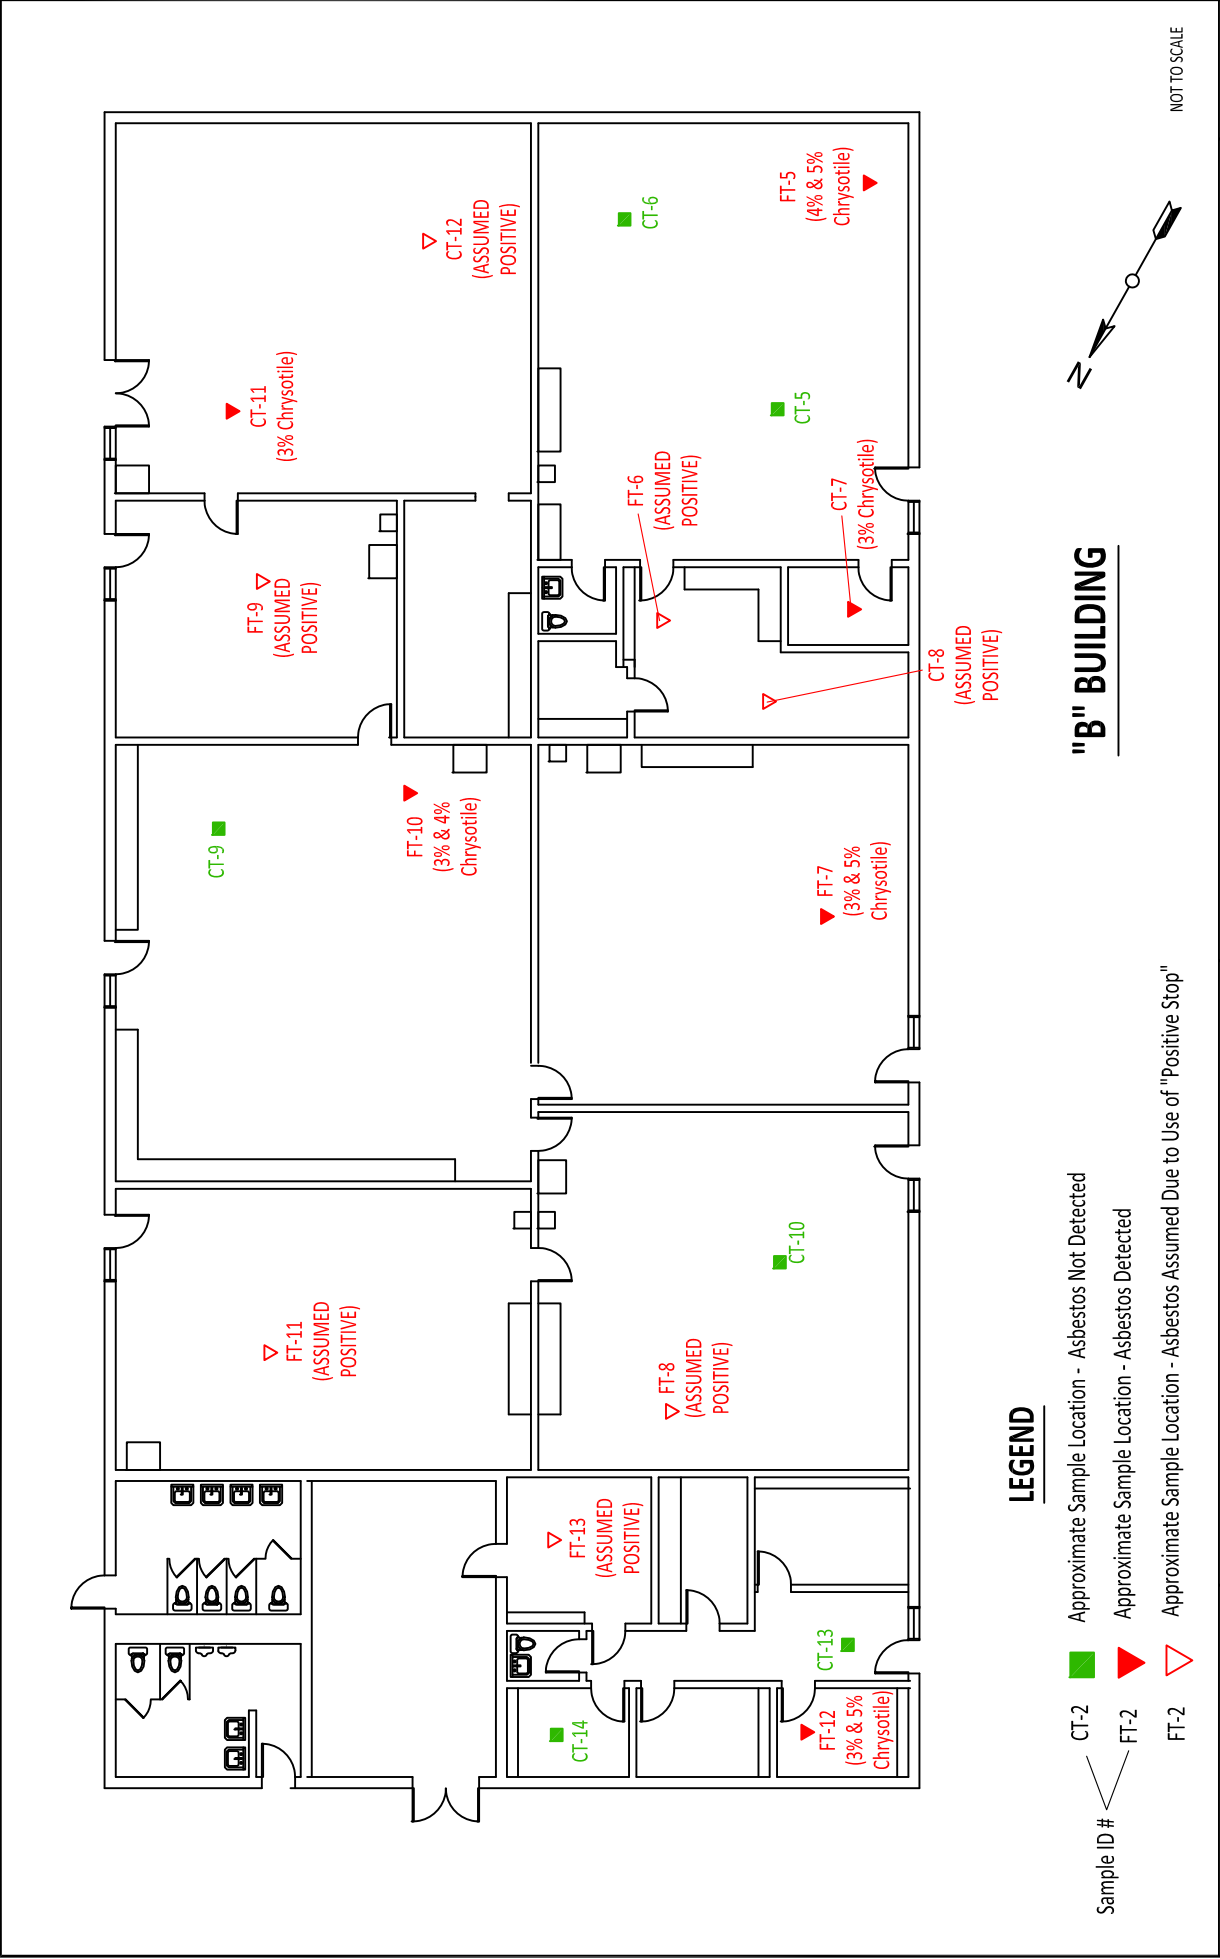 CT-9
FT-9
(ASSUMED
POSITIVE)
CT-11
(3% Chrysotile)
FT-11
(ASSUMED
POSITIVE)
FT-10
(3% & 4%
Chrysotile)
CT-12
(ASSUMED
POSITIVE)
CT-14
FT-13
(ASSUMED
POSITIVE)
FT-6
(ASSUMED
POSITIVE)
CT-6
FT-8
(ASSUMED
POSITIVE)
CT-10
CT-5
FT-5
(4% & 5%
Chrysotile)
CT-13
FT-12
(3% & 5%
Chrysotile)
FT-7
(3% & 5%
Chrysotile)
CT-7
(3% Chrysotile)
CT-8
(ASSUMED
POSITIVE)
LEGEND
CT-2 Approximate Sample Location - Asbestos Not Detected
Sample ID #
FT-2 Approximate Sample Location - Asbestos Detected
FT-2 Approximate Sample Location - Asbestos Assumed Due to Use of "Positive Stop"
"B" BUILDING
N
NOT TO SCALE